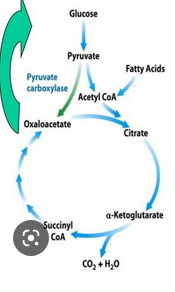 Glucose
Pyruvate
Fatty Acids
Pyruvate
carboxylase
Acetyl CoA
Oxaloacetate
Citrate
α-Ketoglutarate
Succinyl
CoA
CO₂ + H₂O